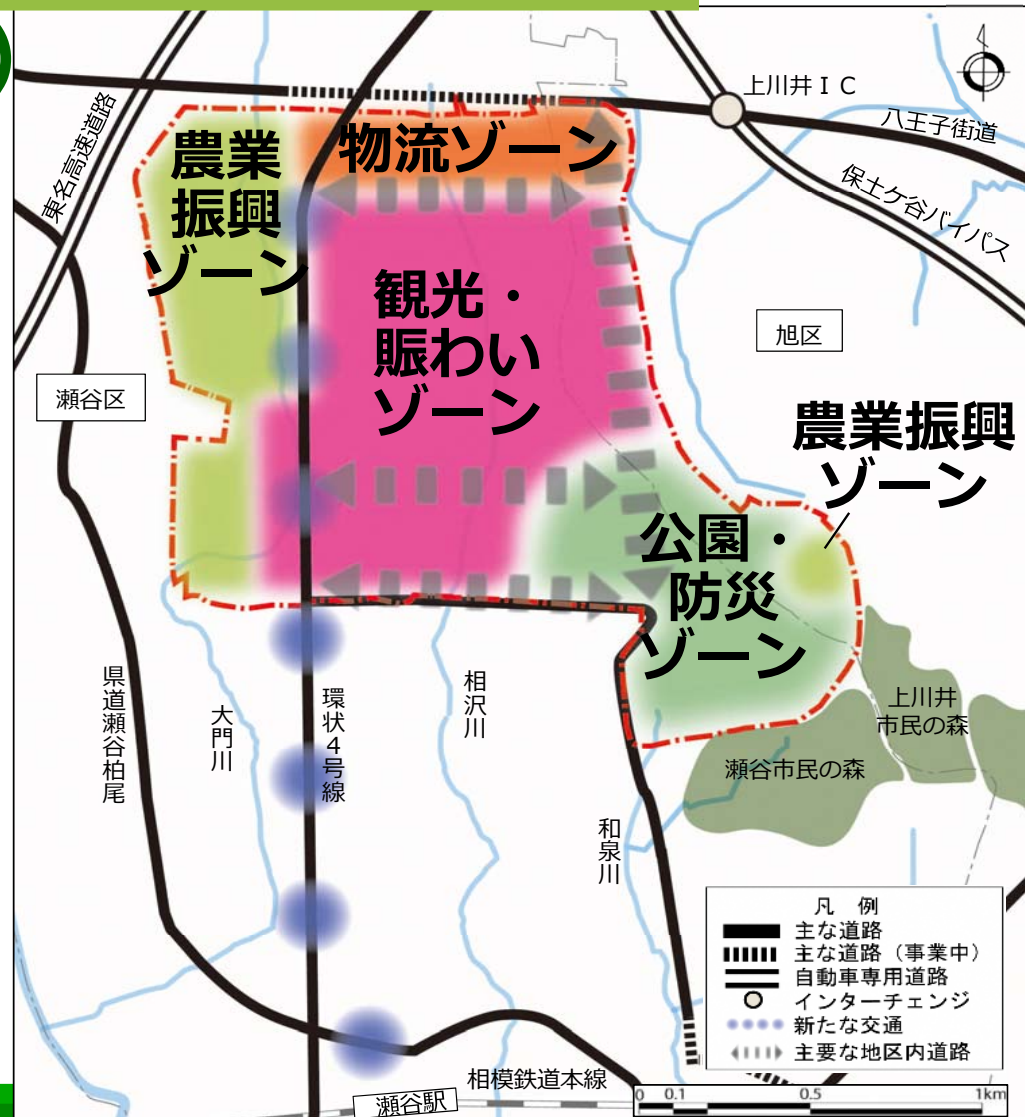 上川井ＩＣ
東名高速道路
八王子街道
保土ケ谷バイパス
農業
振興
ゾーン
物流ゾーン
観光・
賑わい
ゾーン
旭区
瀬谷区
農業振興
ゾーン
公園・
防災
ゾーン
県道瀬谷柏尾
大門川
環状４号線
相沢川
和泉川
上川井
市民の森
瀬谷市民の森
凡 例
主な道路
主な道路（事業中）
自動車専用道路
インターチェンジ
新たな交通
主要な地区内道路
相模鉄道本線
瀬谷駅
0 0.1 0.5 1km